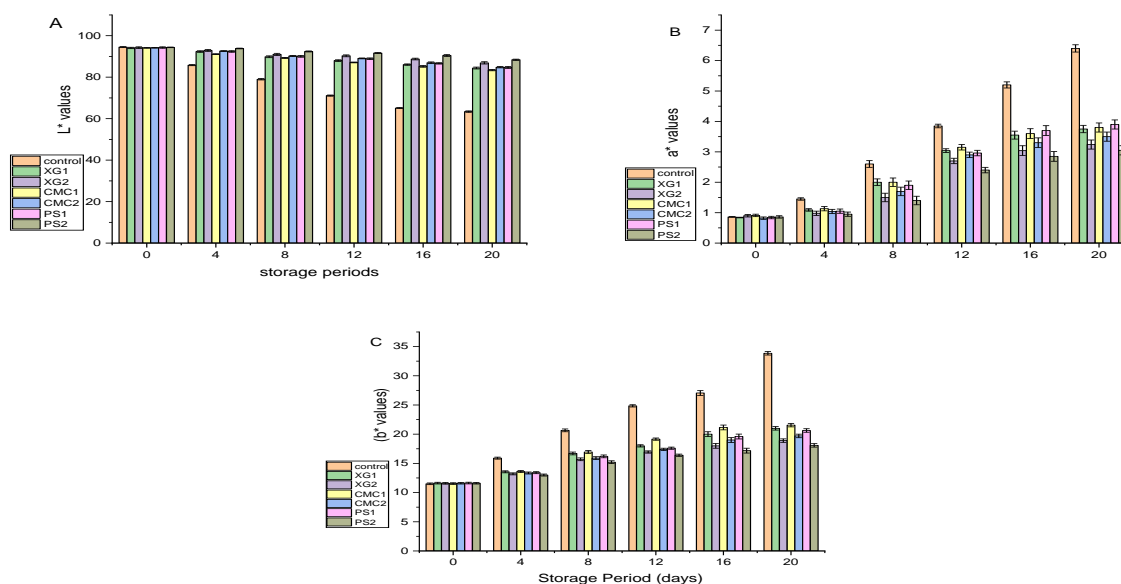 A
L* values
100
80
60
40
20
0
control
XG1
XG2
CMC1
CMC2
PS1
PS2
0 4 8 12 16 20
storage periods
B
a* values
7
6
5
4
3
2
1
0
control
XG1
XG2
CMC1
CMC2
PS1
PS2
0 4 8 12 16 20
C
(b* values)
35
30
25
20
15
10
5
0
control
XG1
XG2
CMC1
CMC2
PS1
PS2
0 4 8 12 16 20
Storage Period (days)